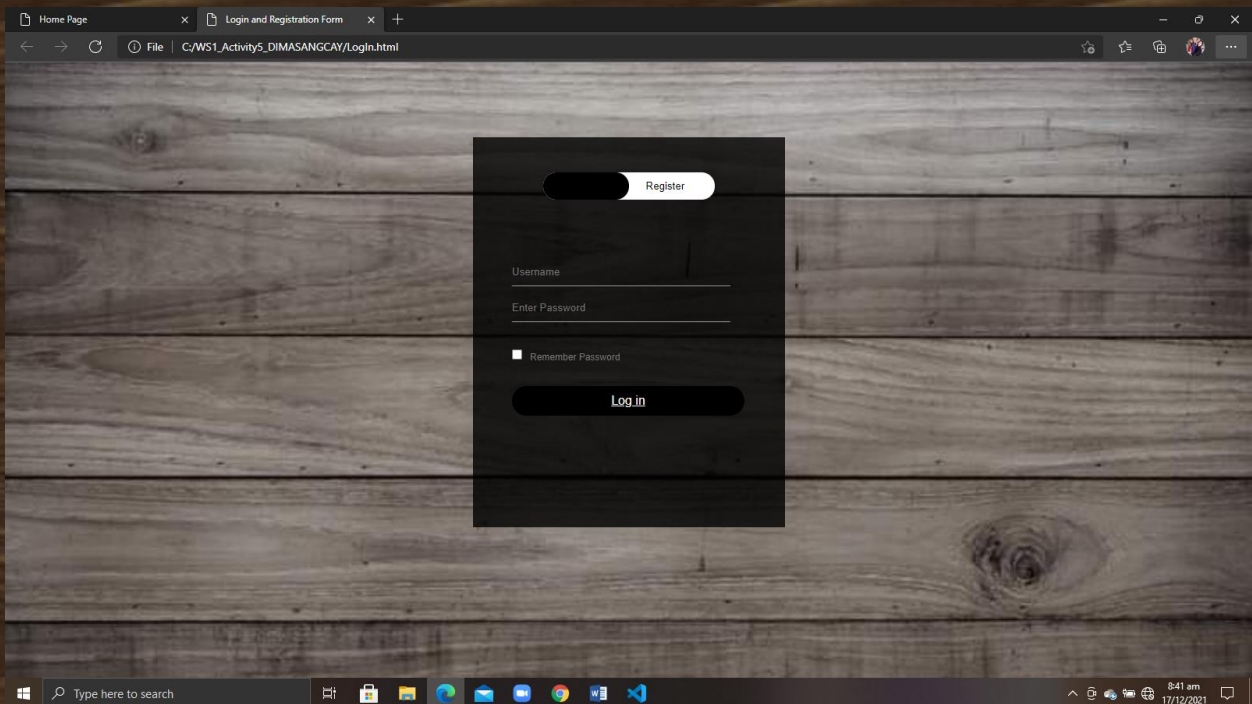 Home Page
Login and Registration Form
File
C:/WS1_Activity5_DIMASANGCAY/LogIn.html
Register
Username
Enter Password
Remember Password
Log in
Type here to search
8:41 am
17/12/2021